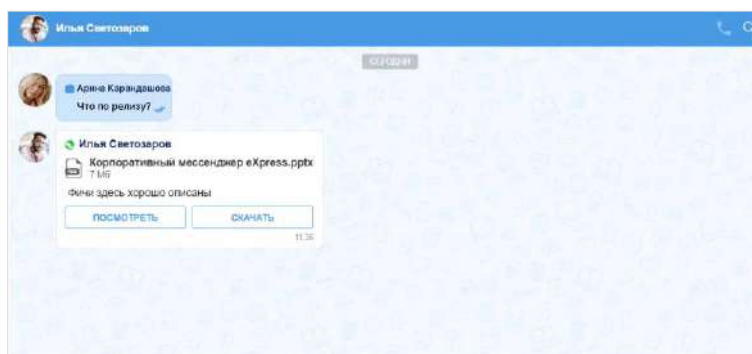 Илья Светозаров
СЕГОДНЯ
Арина Карандашова
Что по релизу?
Илья Светозаров
Корпоративный мессенджер eXpress.pptx
7 Мб
Фичи здесь хорошо описаны
ПОСМОТРЕТЬ СКАЧАТЬ
11:36